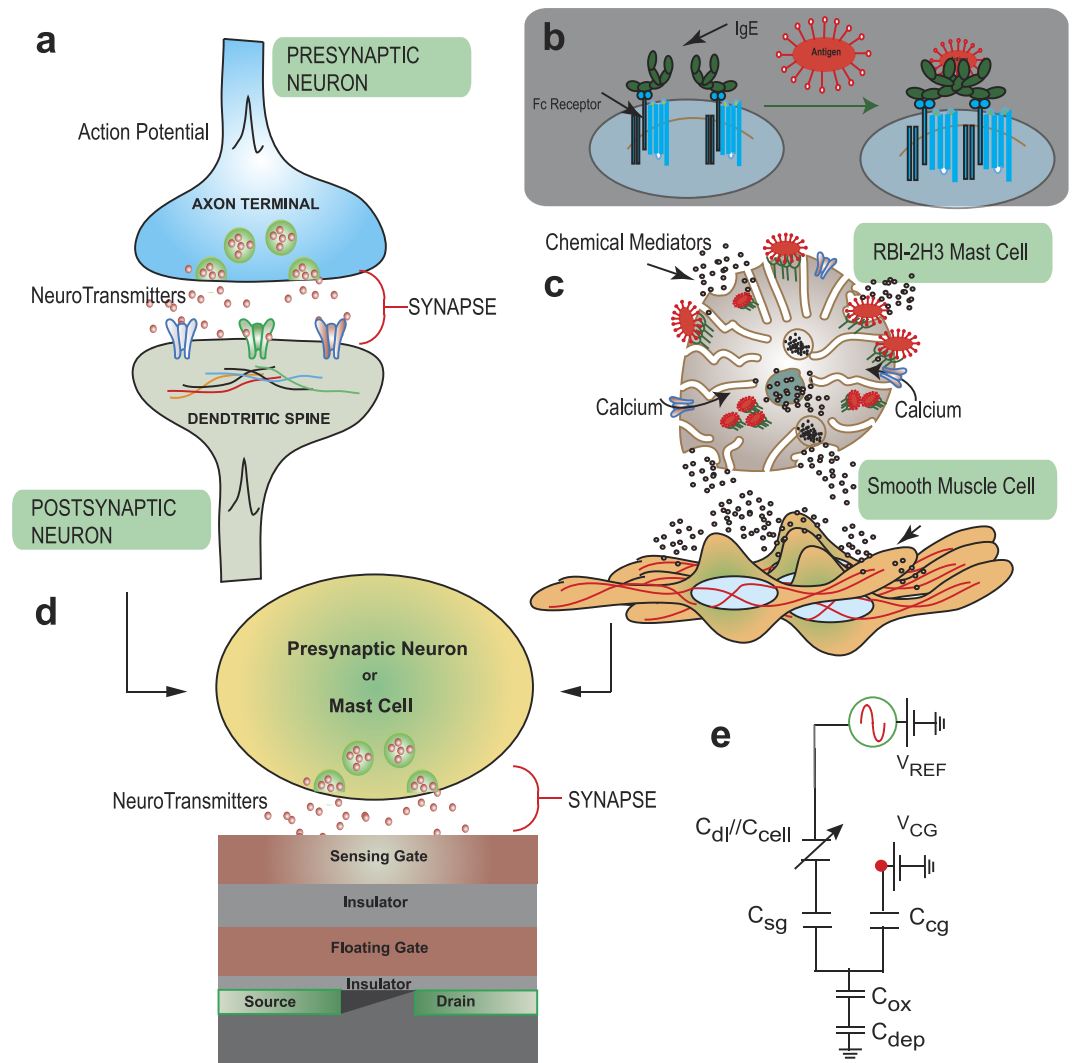 a
PRESYNAPTIC
NEURON
Action Potential
AXON TERMINAL
NeuroTransmitters
SYNAPSE
DENDTRITIC SPINE
POSTSYNAPTIC
NEURON
b
IgE
Antigen
Fc Receptor
Chemical Mediators
RBI-2H3 Mast Cell
c
Calcium
Calcium
Smooth Muscle Cell
d
Presynaptic Neuron
or
Mast Cell
NeuroTransmitters
SYNAPSE
Sensing Gate
Insulator
Floating Gate
Insulator
Source
Drain
e
VREF
Cdl//Ccell
VCG
Csg
Ccg
Cox
Cdep